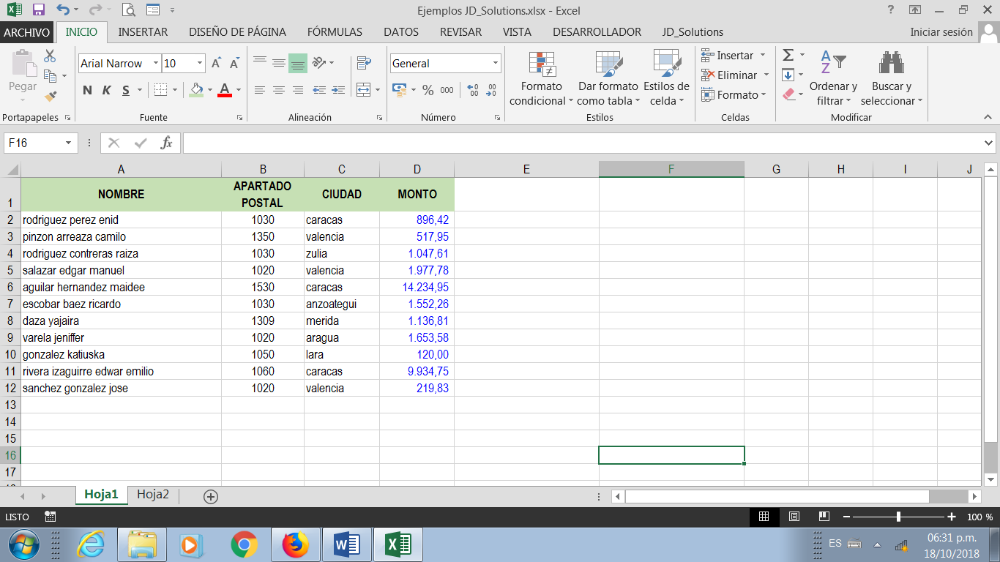 Ejemplos JD_Solutions.xlsx - Excel
?
ARCHIVO INICIO INSERTAR DISEÑO DE PÁGINA FÓRMULAS DATOS REVISAR VISTA DESARROLLADOR JD_Solutions Iniciar sesión
Pegar
Portapapeles
Arial Narrow 10
N K S
Fuente
Alineación
General
% 000
Número
Formato condicional
Dar formato como tabla
Estilos de celda
Estilos
Insertar
Eliminar
Formato
Celdas
Ordenar y filtrar
Buscar y seleccionar
Modificar
F16 fx
A B C D E F G H I J
1 NOMBRE APARTADO POSTAL CIUDAD MONTO
2 rodriguez perez enid 1030 caracas 896,42
3 pinzon arreaza camilo 1350 valencia 517,95
4 rodriguez contreras raiza 1030 zulia 1.047,61
5 salazar edgar manuel 1020 valencia 1.977,78
6 aguilar hernandez maidee 1530 caracas 14.234,95
7 escobar baez ricardo 1030 anzoategui 1.552,26
8 daza yajaira 1309 merida 1.136,81
9 varela jeniffer 1020 aragua 1.653,58
10 gonzalez katiuska 1050 lara 120,00
11 rivera izaguirre edwar emilio 1060 caracas 9.934,75
12 sanchez gonzalez jose 1020 valencia 219,83
13
14
15
16
17
Hoja1 Hoja2
LISTO 100 %
ES 06:31 p.m.
18/10/2018